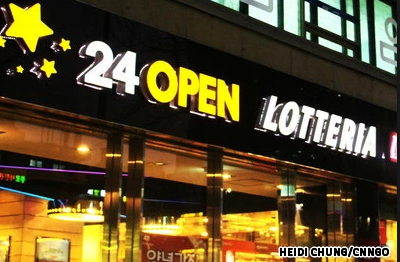 24 OPEN LOTTERIA
HEIDI CHUNG/CNNGO